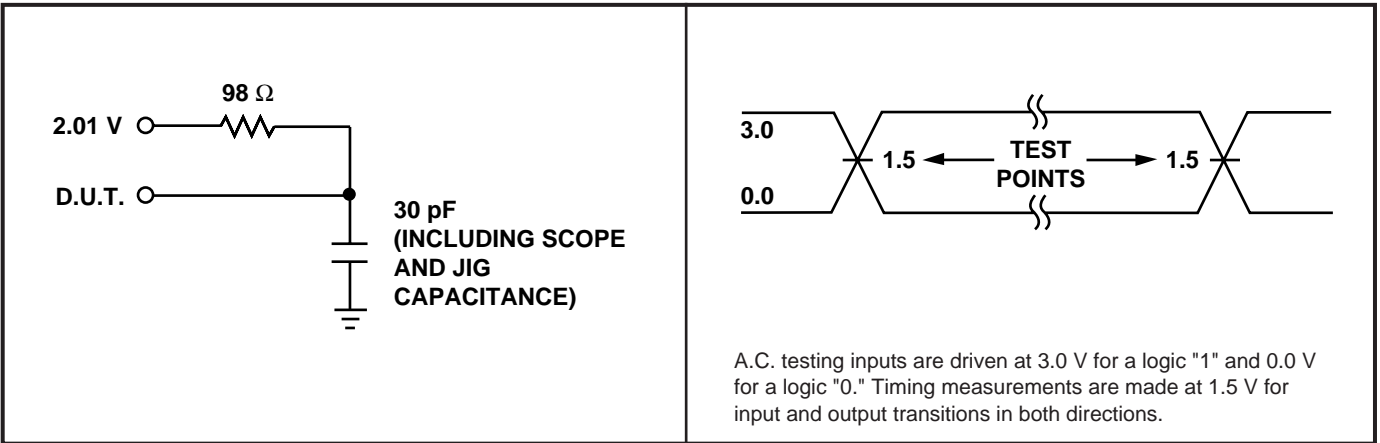 98 Ω
2.01 V
D.U.T.
30 pF
(INCLUDING SCOPE
AND JIG
CAPACITANCE)
3.0
0.0
1.5
TEST
POINTS
1.5
A.C. testing inputs are driven at 3.0 V for a logic "1" and 0.0 V
for a logic "0." Timing measurements are made at 1.5 V for
input and output transitions in both directions.